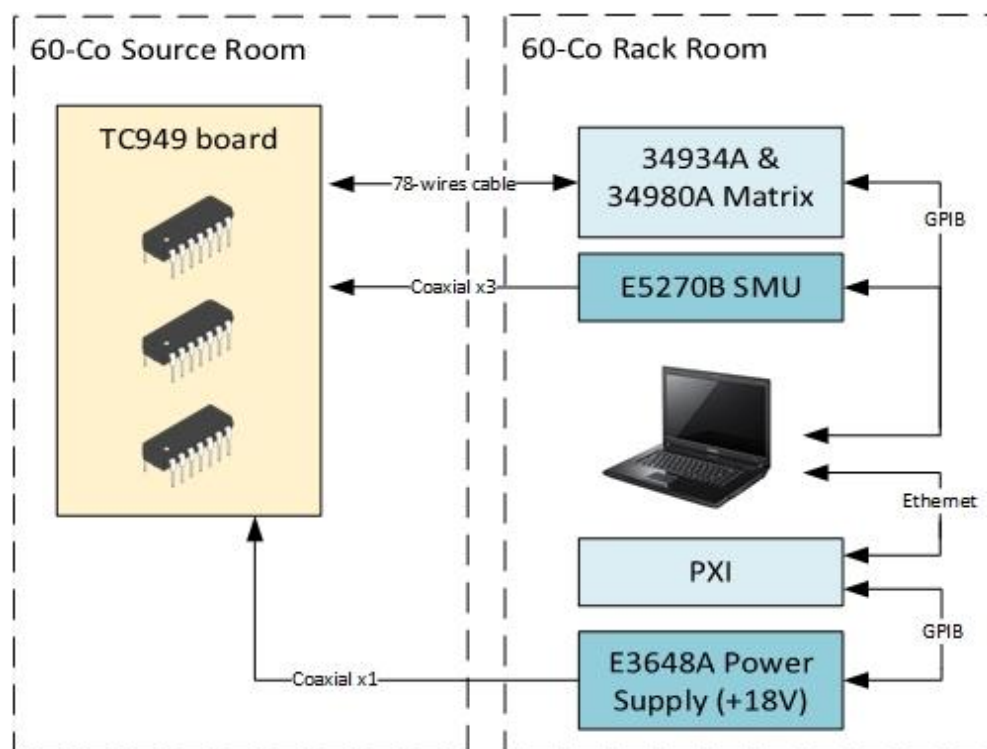 60-Co Source Room
TC949 board
60-Co Rack Room
34934A &
34980A Matrix
78-wires cable
GPIB
E5270B SMU
Coaxial x3
Ethernet
PXI
GPIB
E3648A Power
Supply (+18V)
Coaxial x1